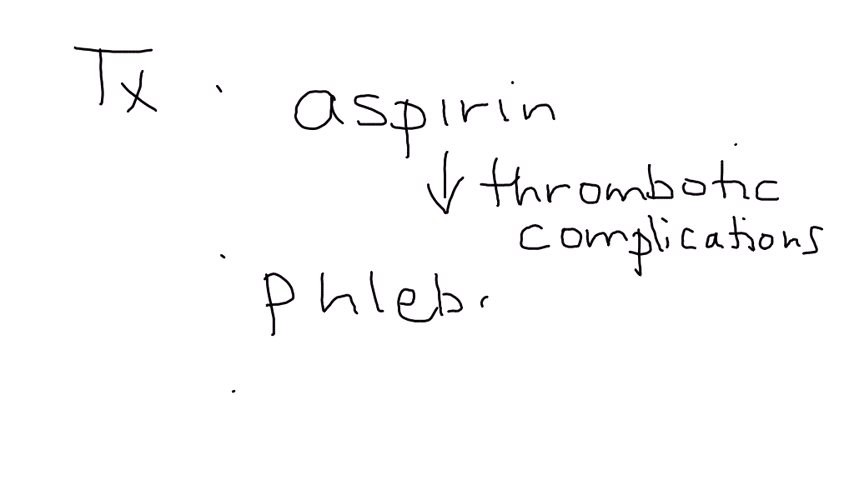 Tx · aspirin
↓ thrombotic
complications
· phleb
·